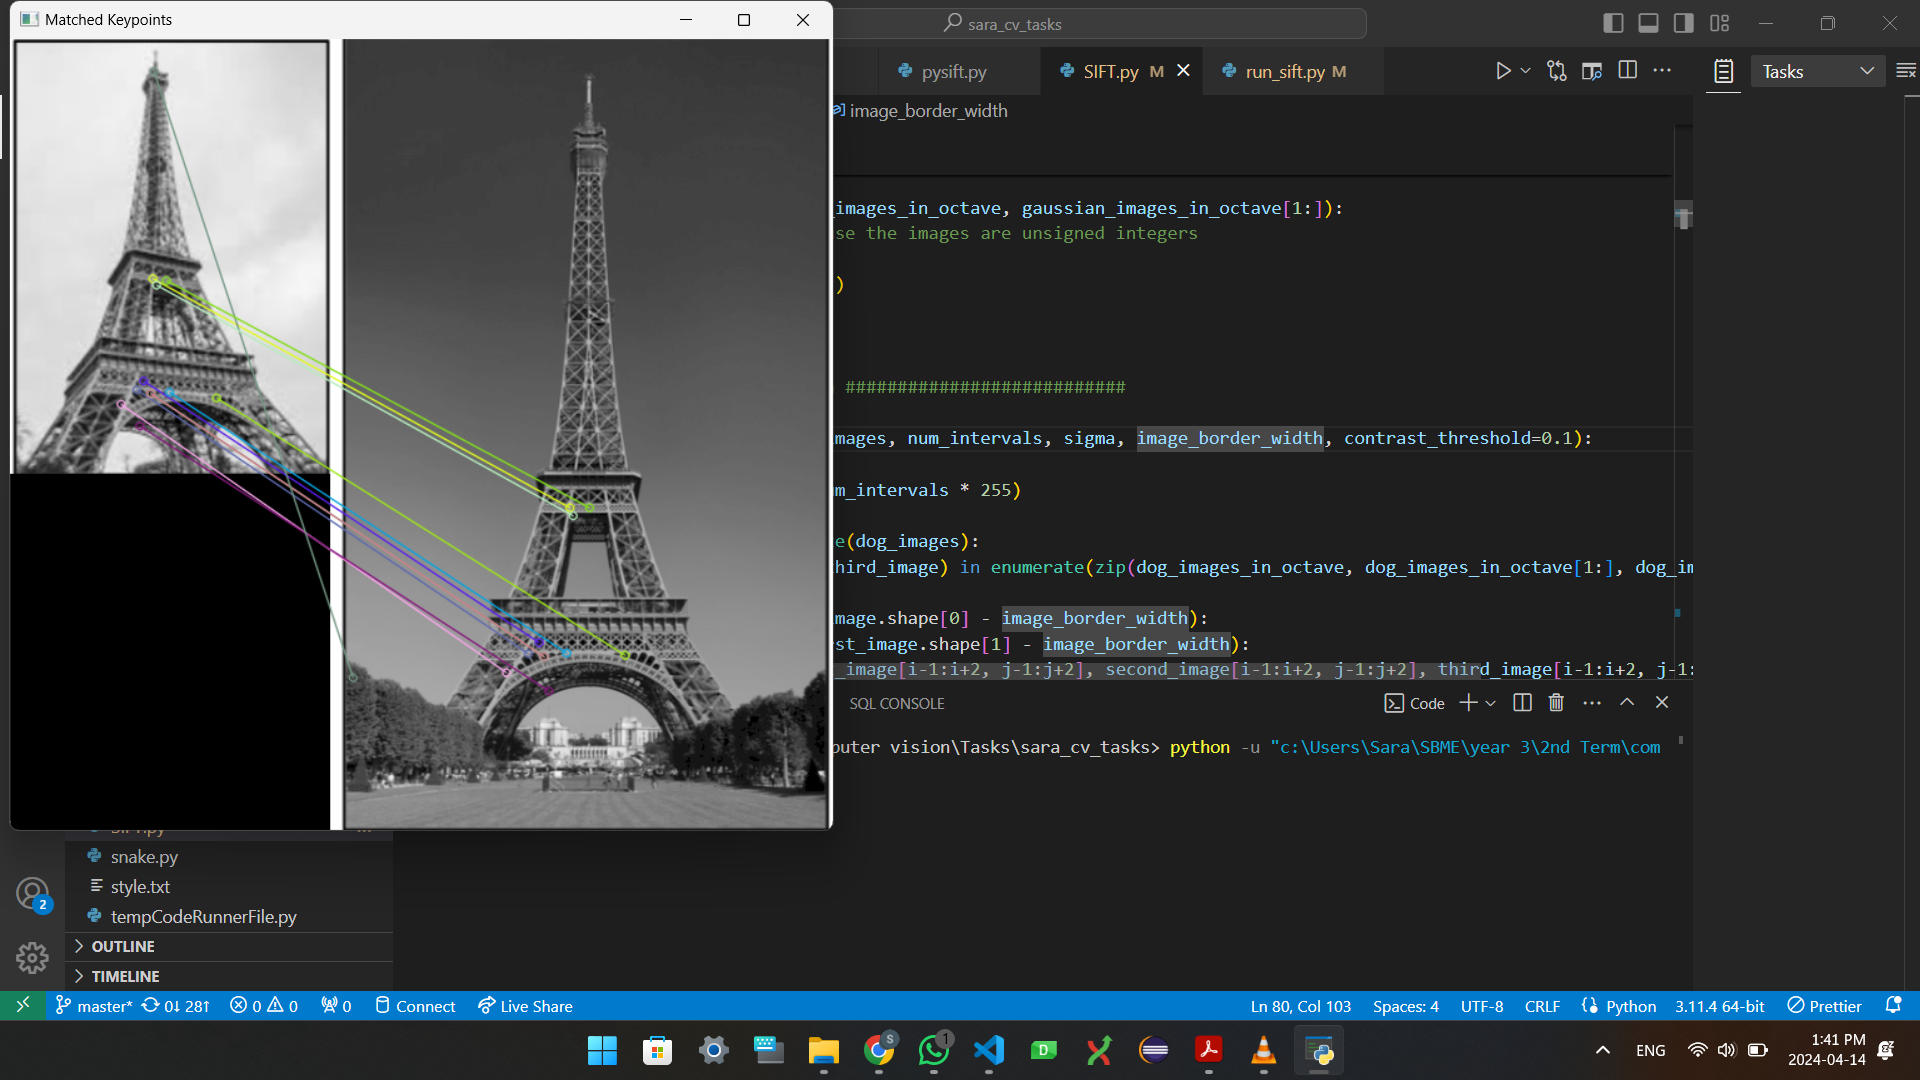 Matched Keypoints
sara_cv_tasks
pysift.py
SIFT.py M
run_sift.py M
Tasks
image_border_width
_images_in_octave, gaussian_images_in_octave[1:]):
se the images are unsigned integers
)
###########################
mages, num_intervals, sigma, image_border_width, contrast_threshold=0.1):
m_intervals * 255)
e(dog_images):
hird_image) in enumerate(zip(dog_images_in_octave, dog_images_in_octave[1:], dog_im
mage.shape[0] - image_border_width):
rst_image.shape[1] - image_border_width):
_image[i-1:i+2, j-1:j+2], second_image[i-1:i+2, j-1:j+2], third_image[i-1:i+2, j-1:
SQL CONSOLE
Code
puter vision\Tasks\sara_cv_tasks> python -u "c:\Users\Sara\SBME\year 3\2nd Term\com
snake.py
style.txt
tempCodeRunnerFile.py
OUTLINE
TIMELINE
2
master* 0↓ 28↑ 0 0 0 Connect Live Share
Ln 80, Col 103 Spaces: 4 UTF-8 CRLF Python 3.11.4 64-bit Prettier
S
1
D
ENG
1:41 PM
2024-04-14